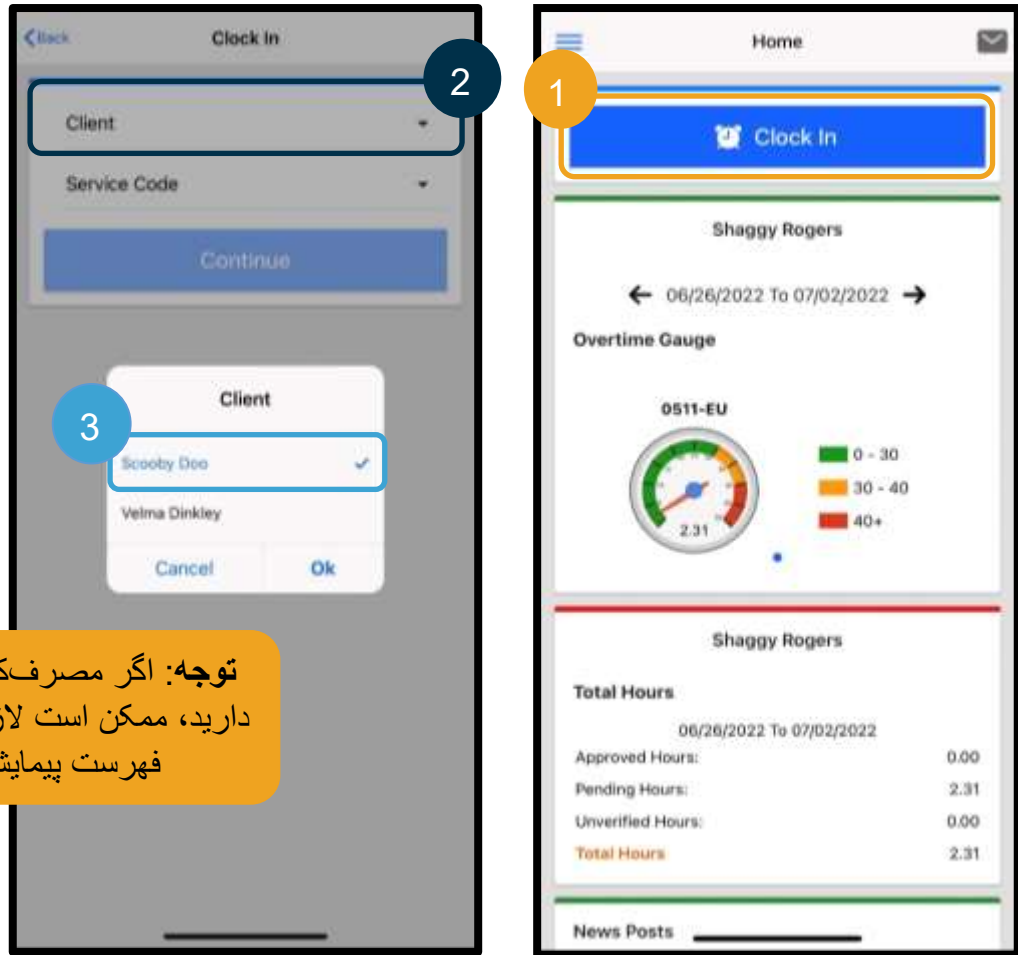 Back
Clock In
2
Client
Service Code
Continue
Client
3
Scooby Doo
Velma Dinkley
Cancel
Ok
توجه: اگر
دارید، ممکن است
فهرست
Home
1
Clock In
Shaggy Rogers
06/26/2022 To 07/02/2022
Overtime Gauge
0511-EU
2.31
0 - 30
30 - 40
40+
Shaggy Rogers
Total Hours
06/26/2022 To 07/02/2022
Approved Hours: 0.00
Pending Hours: 2.31
Unverified Hours: 0.00
Total Hours 2.31
News Posts